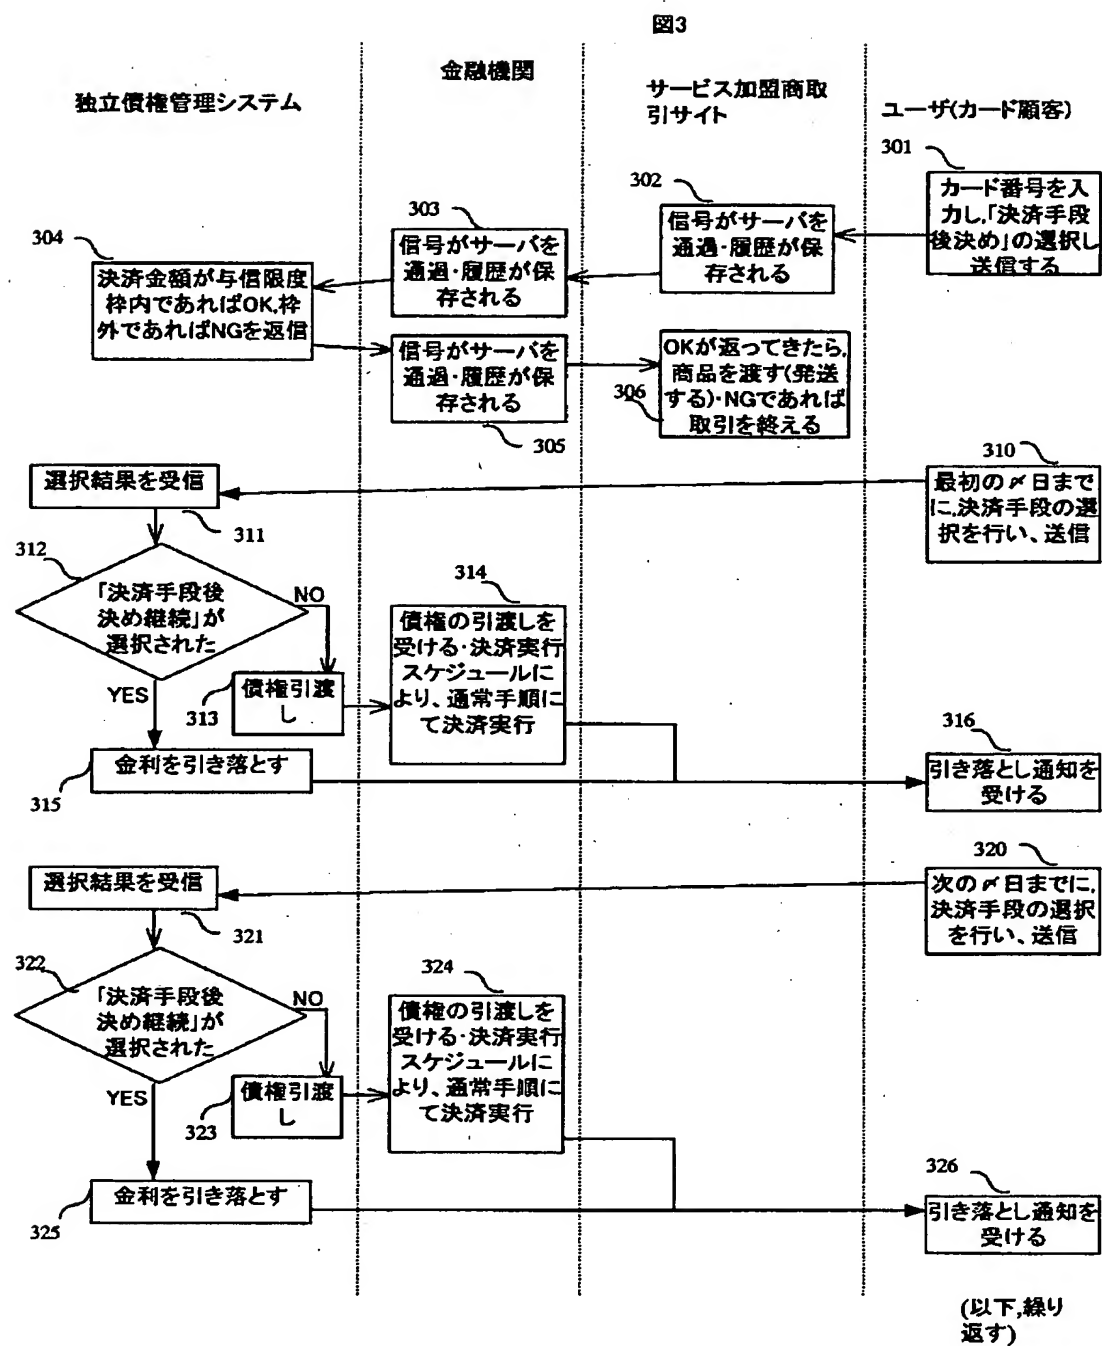 図3
独立債権管理システム
金融機関
サービス加盟商取
引サイト
ユーザ(カード顧客)
301
カード番号を入
力し,「決済手段
後決め」の選択し
送信する
302
信号がサーバを
通過・履歴が保
存される
303
信号がサーバを
通過・履歴が保
存される
304
決済金額が与信限度
枠内であればOK,枠
外であればNGを返信
信号がサーバを
通過・履歴が保
存される
305
OKが返ってきたら,
商品を渡す(発送
する)・NGであれば
取引を終える
306
310
最初の〆日まで
に,決済手段の選
択を行い、送信
選択結果を受信
311
312
「決済手段後
決め継続」が
選択された
NO
YES
債権引渡
し
313
314
債権の引渡しを
受ける・決済実行
スケジュールに
より、通常手順に
て決済実行
金利を引き落とす
315
316
引き落とし通知を
受ける
320
次の〆日までに,
決済手段の選択
を行い、送信
選択結果を受信
321
322
「決済手段後
決め継続」が
選択された
NO
YES
債権引渡
し
323
324
債権の引渡しを
受ける・決済実行
スケジュールに
より、通常手順に
て決済実行
金利を引き落とす
325
326
引き落とし通知を
受ける
(以下,繰り
返す)